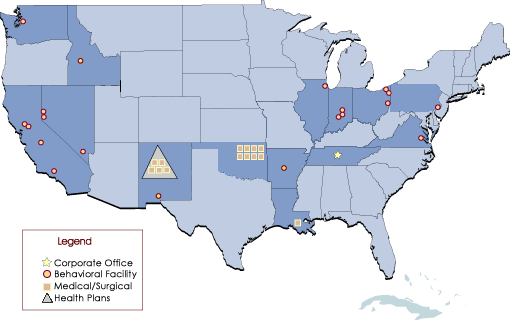 Legend
Corporate Office
Behavioral Facility
Medical/Surgical
Health Plans